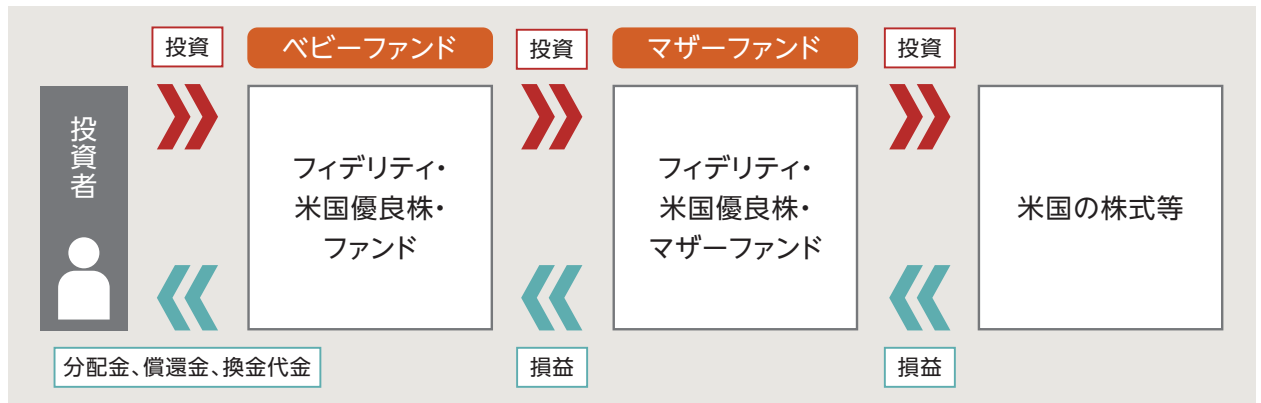 投資
ベビーファンド
投資
マザーファンド
投資
投資者
フィデリティ・
米国優良株・
ファンド
フィデリティ・
米国優良株・
マザーファンド
米国の株式等
分配金、償還金、換金代金
損益
損益